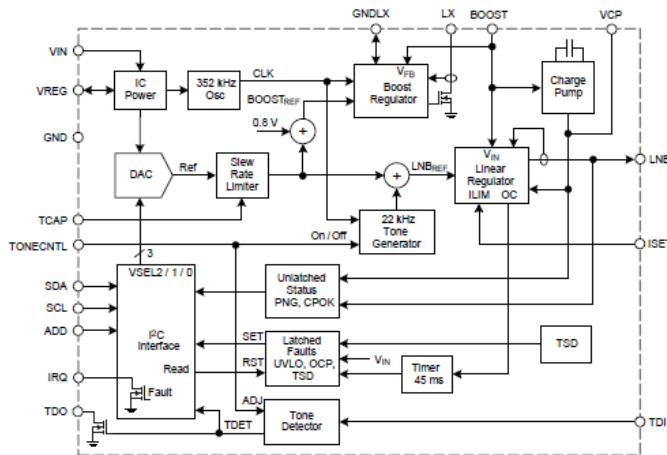 GNDLX LX BOOST VCP
VIN
VREG
GND
TCAP
TONECNTL
SDA
SCL
ADD
IRQ
TDO
IC
Power
352 kHz
Osc
CLK
BOOSTREF
0.8 V
VFB
Boost
Regulator
Charge
Pump
DAC
Ref
Slew
Rate
Limiter
LNBREF
VIN
Linear
Regulator
ILIM OC
LNB
ISET
22 kHz
Tone
Generator
On / Off
3
VSEL2 / 1 / 0
I²C
Interface
Read
Fault
Unlatched
Status
PNG, CPOK
SET
RST
Latched
Faults
UVLO, OCP,
TSD
VIN
TSD
Timer
45 ms
ADJ
TDET
Tone
Detector
TDI